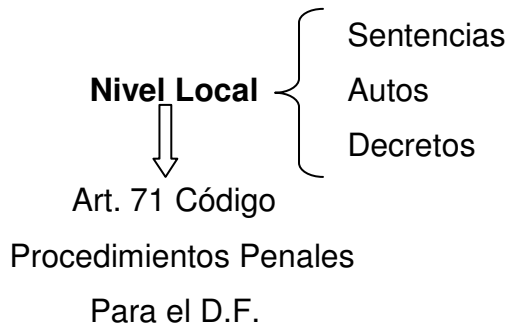 Sentencias
Nivel Local
Autos
Decretos
Art. 71 Código
Procedimientos Penales
Para el D.F.